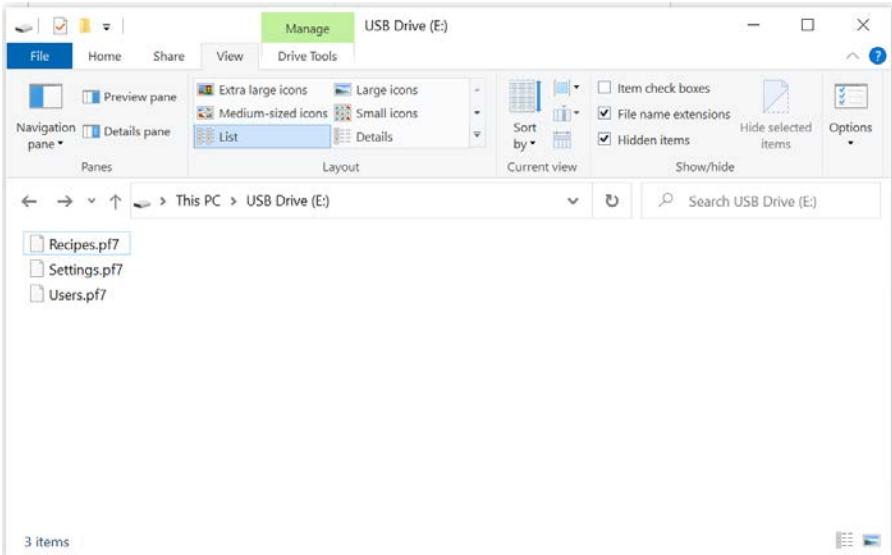 Manage USB Drive (E:)
File Home Share View Drive Tools
Preview pane
Details pane
Navigation
pane
Panes
Extra large icons Large icons
Medium-sized icons Small icons
List Details
Layout
Sort
by
Current view
Item check boxes
File name extensions
Hidden items
Hide selected
items
Show/hide
Options
This PC > USB Drive (E:)
Search USB Drive (E:)
Recipes.pf7
Settings.pf7
Users.pf7
3 items